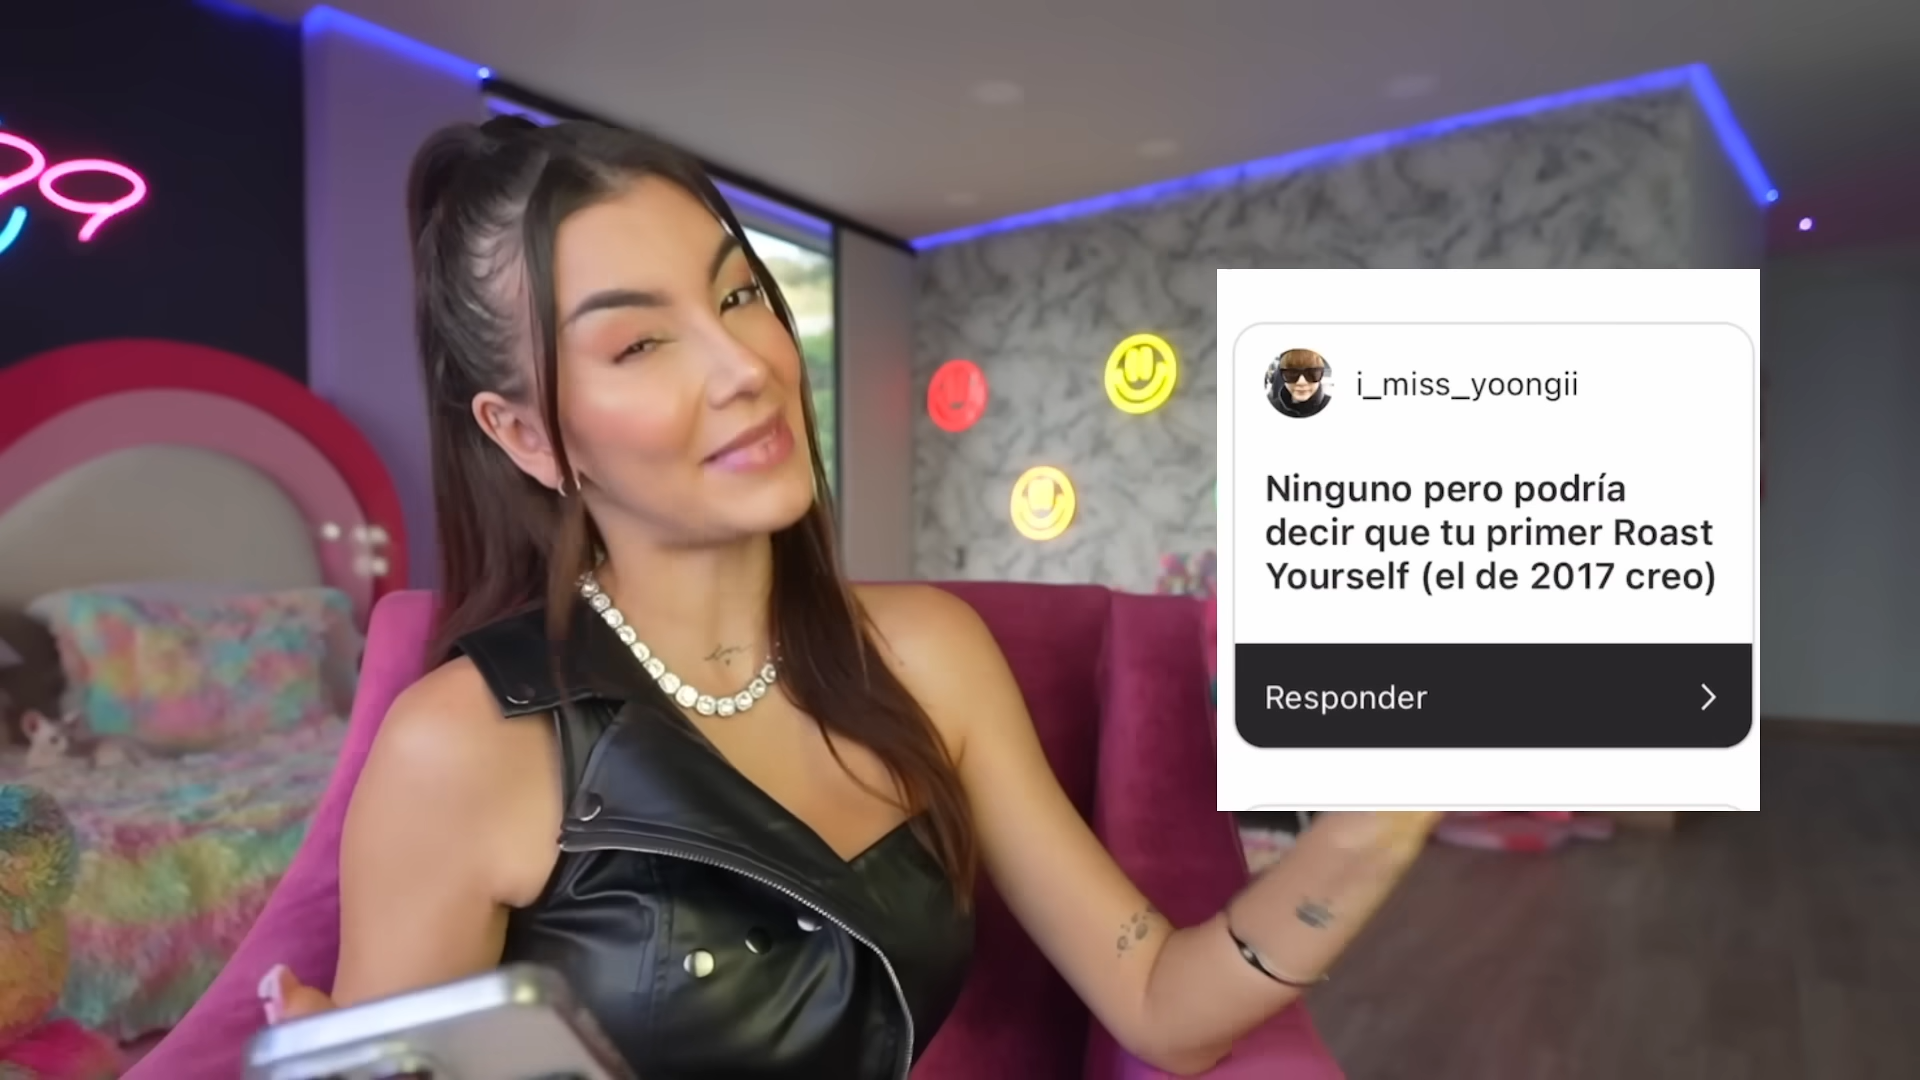 i_miss_yoongii
Ninguno pero podría
decir que tu primer Roast
Yourself (el de 2017 creo)
Responder